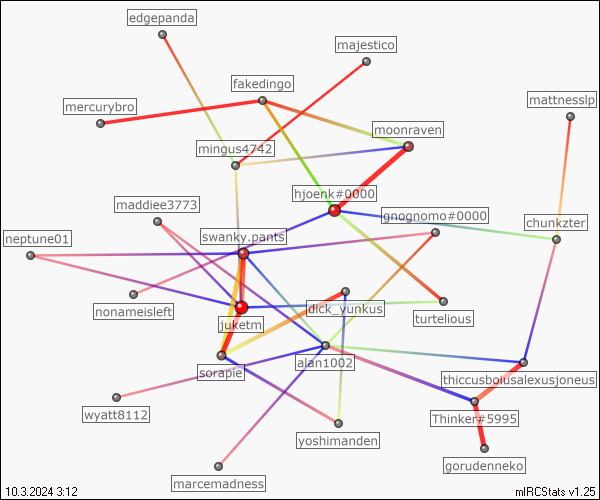 edgepanda
majestico
fakedingo
mercurybro
mattnesslp
moonraven
mingus4742
hjoenk#0000
maddiee3773
gnognomo#0000
chunkzter
neptune01
swanky.pants
nonameisleft
dick_yunkus
turtelious
juketm
alan1002
sorapie
thiccusboiusalexusjoneus
wyatt8112
Thinker#5995
yoshimanden
gorudenneko
marcemadness
10.3.2024 3:12
mIRCStats v1.25